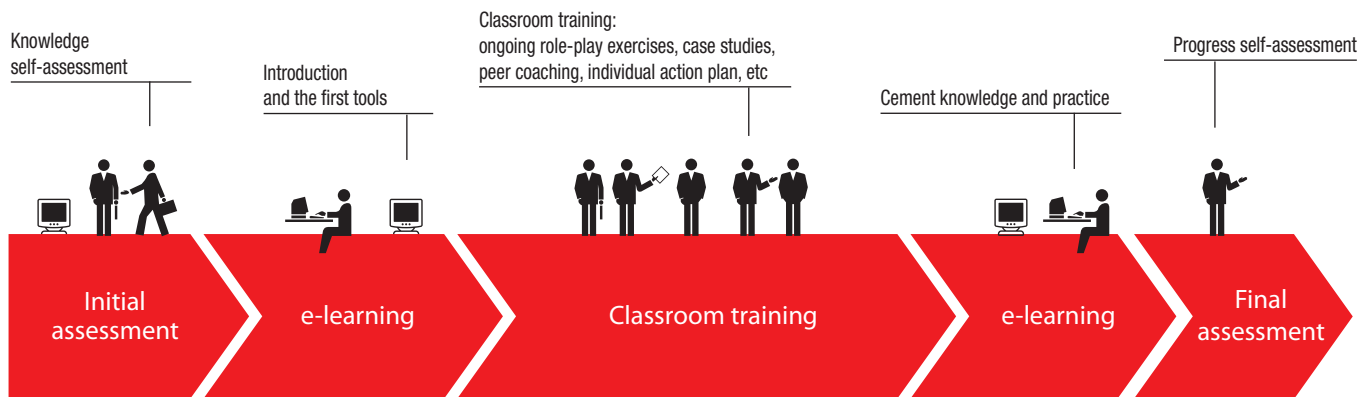 Knowledge
self-assessment
Introduction
and the first tools
Classroom training:
ongoing role-play exercises, case studies,
peer coaching, individual action plan, etc
Cement knowledge and practice
Progress self-assessment
Initial
assessment
e-learning
Classroom training
e-learning
Final
assessment